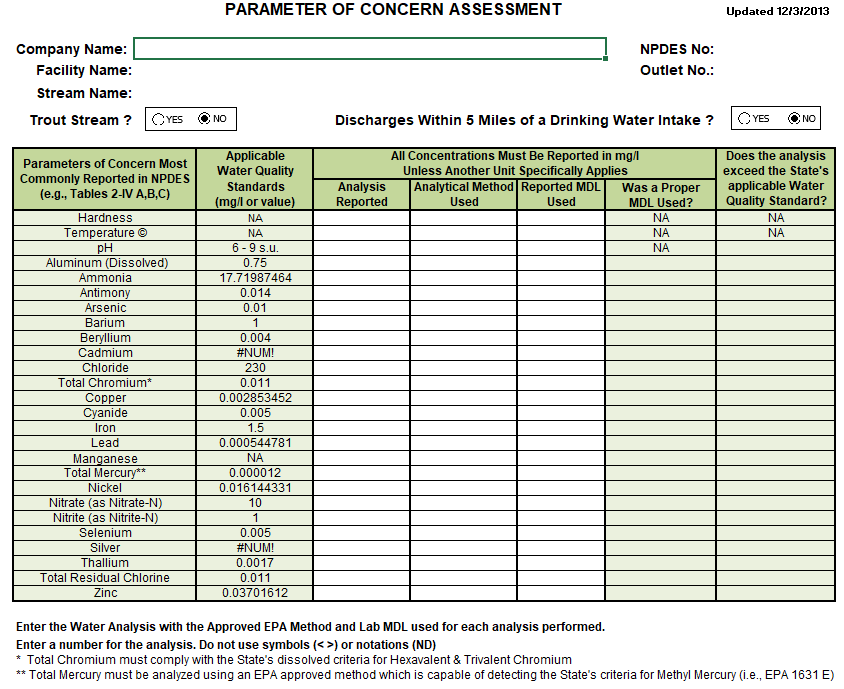 PARAMETER OF CONCERN ASSESSMENT
Updated 12/3/2013
Company Name:
NPDES No:
Facility Name:
Outlet No.:
Stream Name:
Trout Stream ? YES NO
Discharges Within 5 Miles of a Drinking Water Intake ? YES NO
Parameters of Concern Most
Commonly Reported in NPDES
(e.g., Tables 2-IV A,B,C)
Applicable
Water Quality
Standards
(mg/l or value)
All Concentrations Must Be Reported in mg/l
Unless Another Unit Specifically Applies
Analysis
Reported
Analytical Method
Used
Reported MDL
Used
Was a Proper
MDL Used?
Does the analysis
exceed the State's
applicable Water
Quality Standard?
Hardness NA NA NA
Temperature © NA NA NA
pH 6 - 9 s.u. NA
Aluminum (Dissolved) 0.75
Ammonia 17.71987464
Antimony 0.014
Arsenic 0.01
Barium 1
Beryllium 0.004
Cadmium #NUM!
Chloride 230
Total Chromium* 0.011
Copper 0.002853452
Cyanide 0.005
Iron 1.5
Lead 0.000544781
Manganese NA
Total Mercury** 0.000012
Nickel 0.016144331
Nitrate (as Nitrate-N) 10
Nitrite (as Nitrite-N) 1
Selenium 0.005
Silver #NUM!
Thallium 0.0017
Total Residual Chlorine 0.011
Zinc 0.03701612
Enter the Water Analysis with the Approved EPA Method and Lab MDL used for each analysis performed.
Enter a number for the analysis. Do not use symbols (< >) or notations (ND)
* Total Chromium must comply with the State's dissolved criteria for Hexavalent & Trivalent Chromium
** Total Mercury must be analyzed using an EPA approved method which is capable of detecting the State's criteria for Methyl Mercury (i.e., EPA 1631 E)